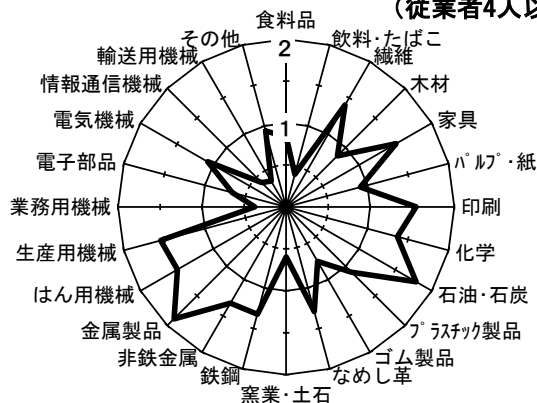 （従業者4人以
食料品
飲料・たばこ
繊維
木材
家具
パルプ・紙
印刷
化学
石油・石炭
プラスチック製品
ゴム製品
なめし革
窯業・土石
鉄鋼
非鉄金属
金属製品
はん用機械
生産用機械
業務用機械
電子部品
電気機械
情報通信機械
輸送用機械
その他
2
1